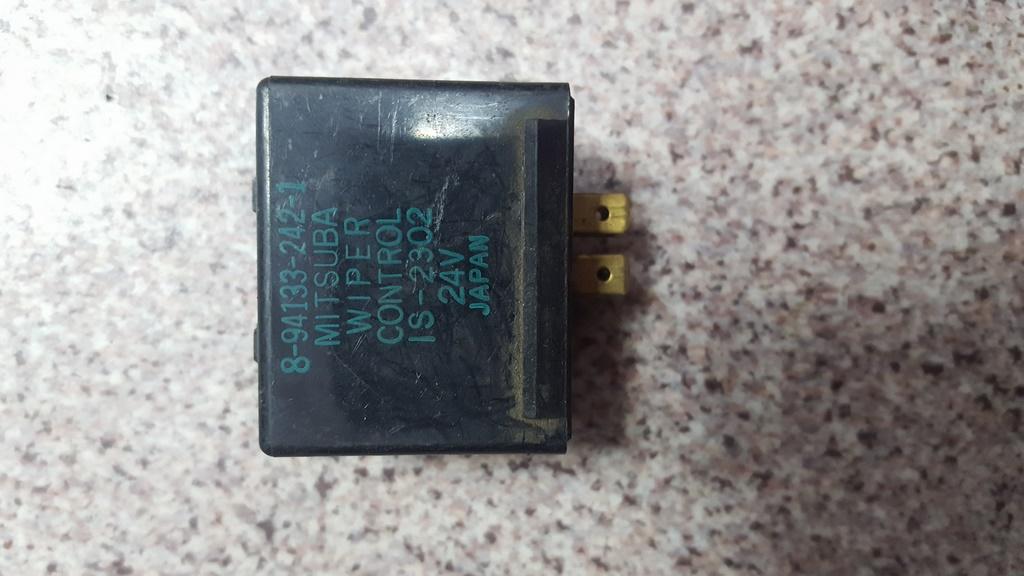 8-94133-242-1
MITSUBA
WIPER
CONTROL
IS-2302
24V
JAPAN